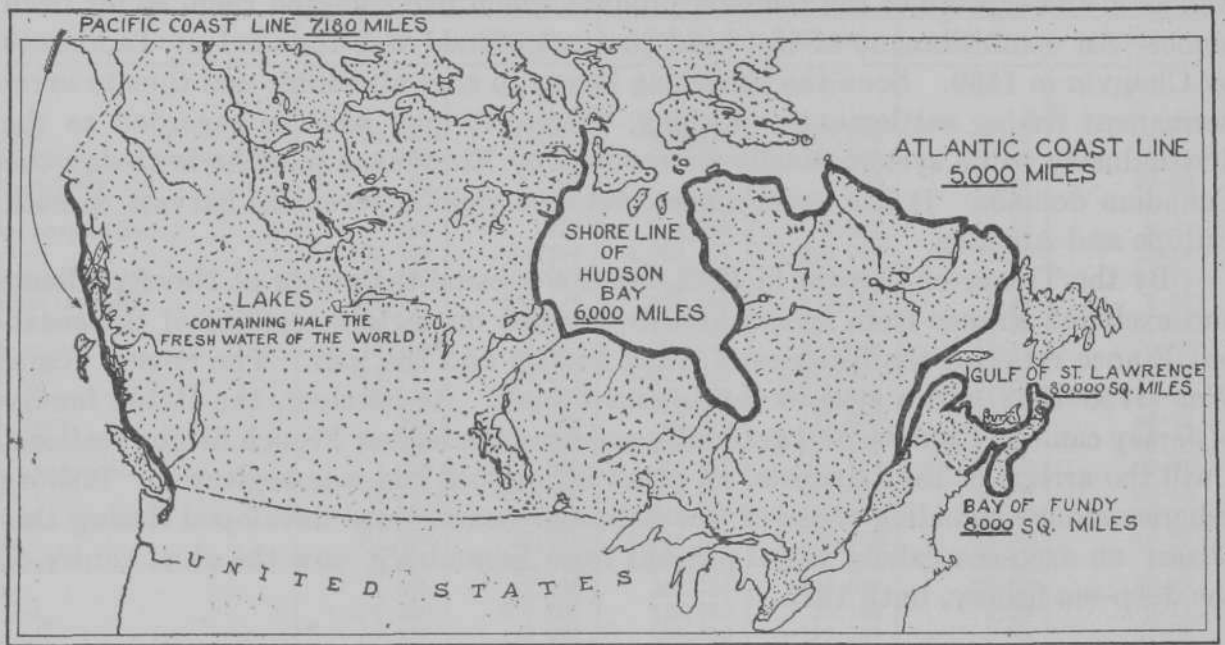 PACIFIC COAST LINE 7,180 MILES
ATLANTIC COAST LINE
5,000 MILES
SHORE LINE
OF
HUDSON
BAY
6,000 MILES
LAKES
CONTAINING HALF THE
FRESH WATER OF THE WORLD
GULF OF ST. LAWRENCE
80,000 SQ. MILES
BAY OF FUNDY
8,000 SQ. MILES
UNITED STATES